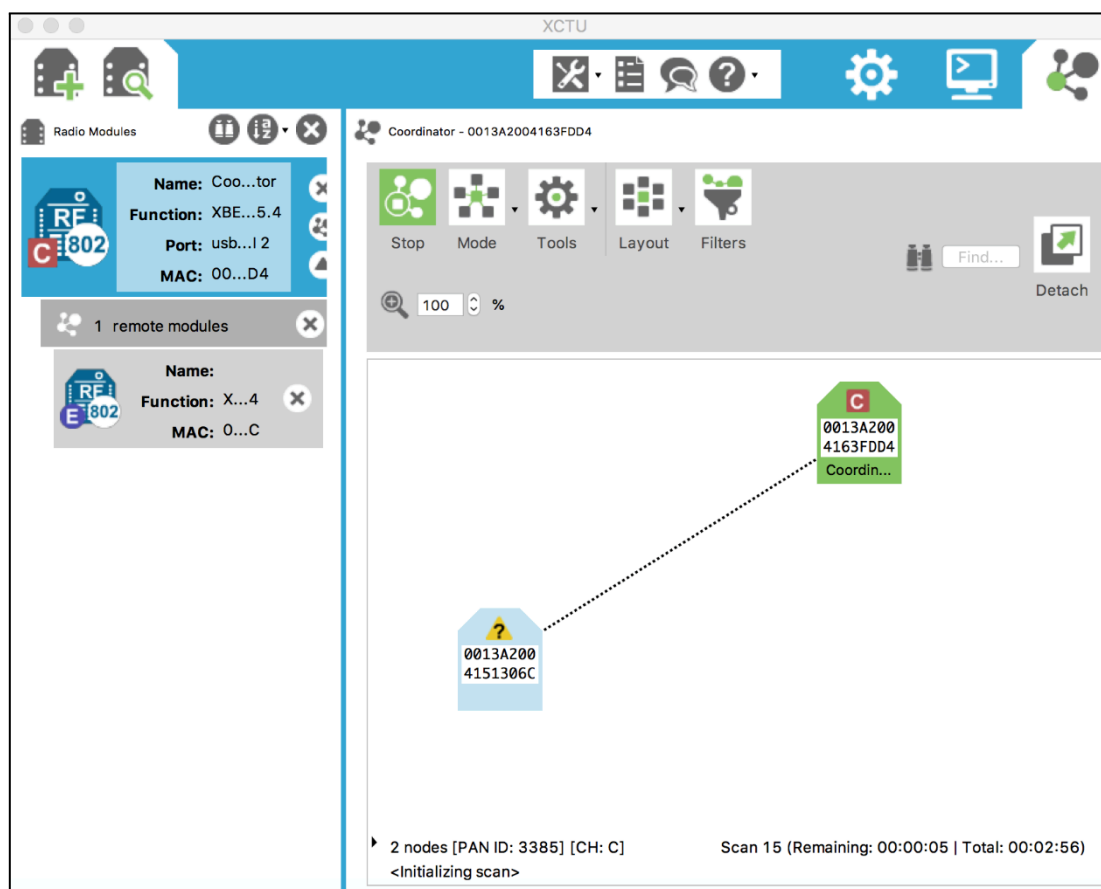 XCTU
Radio Modules
Name: Coo...tor
Function: XBE...5.4
Port: usb...l 2
MAC: 00...D4
RF
802
C
1 remote modules
Name:
Function: X...4
MAC: 0...C
RF
802
E
Coordinator - 0013A2004163FDD4
Stop
Mode
Tools
Layout
Filters
Find...
Detach
100 %
C
0013A200
4163FDD4
Coordin...
?
0013A200
4151306C
2 nodes [PAN ID: 3385] [CH: C]
Scan 15 (Remaining: 00:00:05 | Total: 00:02:56)
<Initializing scan>